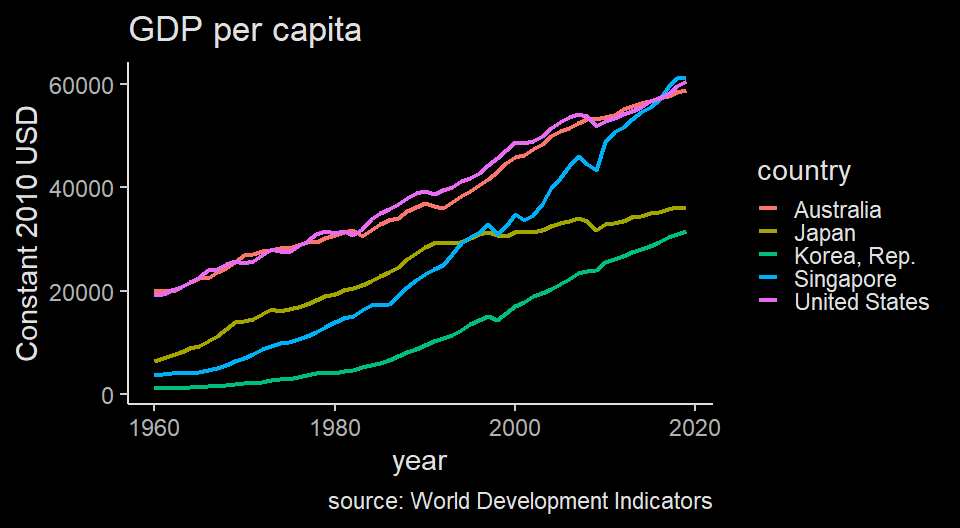 GDP per capita
Constant 2010 USD
60000
40000
20000
0
1960 1980 2000 2020
year
source: World Development Indicators
country
Australia
Japan
Korea, Rep.
Singapore
United States